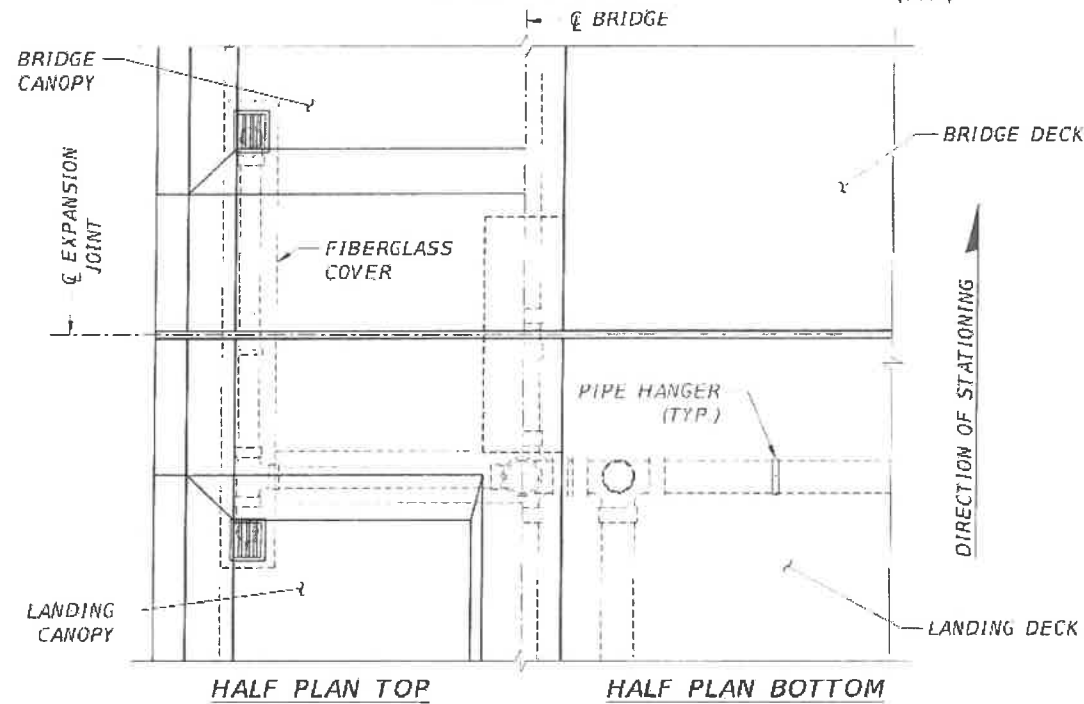 ℄ BRIDGE
BRIDGE
CANOPY
BRIDGE DECK
℄ EXPANSION
JOINT
FIBERGLASS
COVER
PIPE HANGER
(TYP.)
DIRECTION OF STATIONING
LANDING
CANOPY
LANDING DECK
HALF PLAN TOP
HALF PLAN BOTTOM